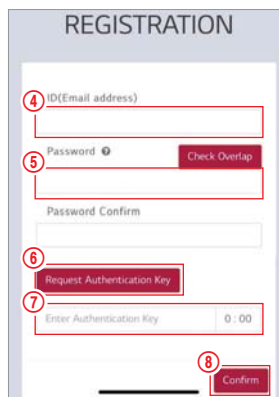 REGISTRATION
④ ID(Email address)
Password ?
Check Overlap
⑤
Password Confirm
⑥
Request Authentication Key
⑦
Enter Authentication Key 0 : 00
⑧
Confirm